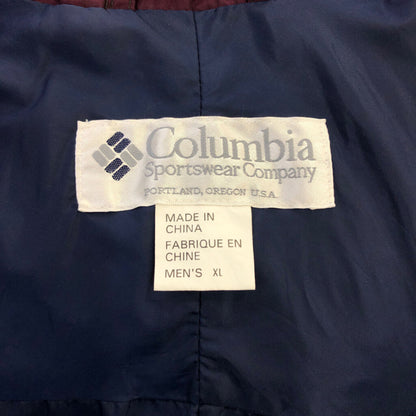 Columbia
Sportswear Company
PORTLAND, OREGON U.S.A.
MADE IN
CHINA
FABRIQUE EN
CHINE
MEN'S XL